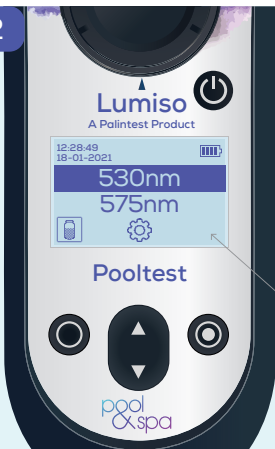 2
Lumiso
A Palintest Product
12:28:49
18-01-2021
530nm
575nm
Pooltest
pool
&spa